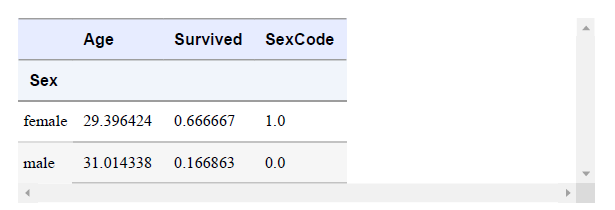 Age Survived SexCode
Sex
female 29.396424 0.666667 1.0
male 31.014338 0.166863 0.0